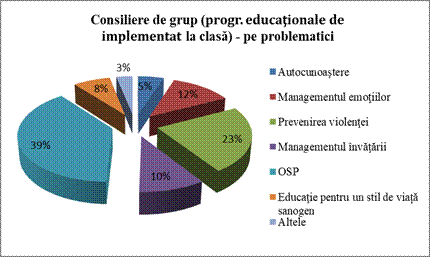 Consiliere de grup (progr. educaţionale de
implementat la clasă) - pe problematici
3%
5%
8%
12%
23%
39%
10%
Autocunoaştere
Managementul emoţiilor
Prevenirea violenţei
Managementul învăţării
OSP
Educaţie pentru un stil de viaţă
sanogen
Altele